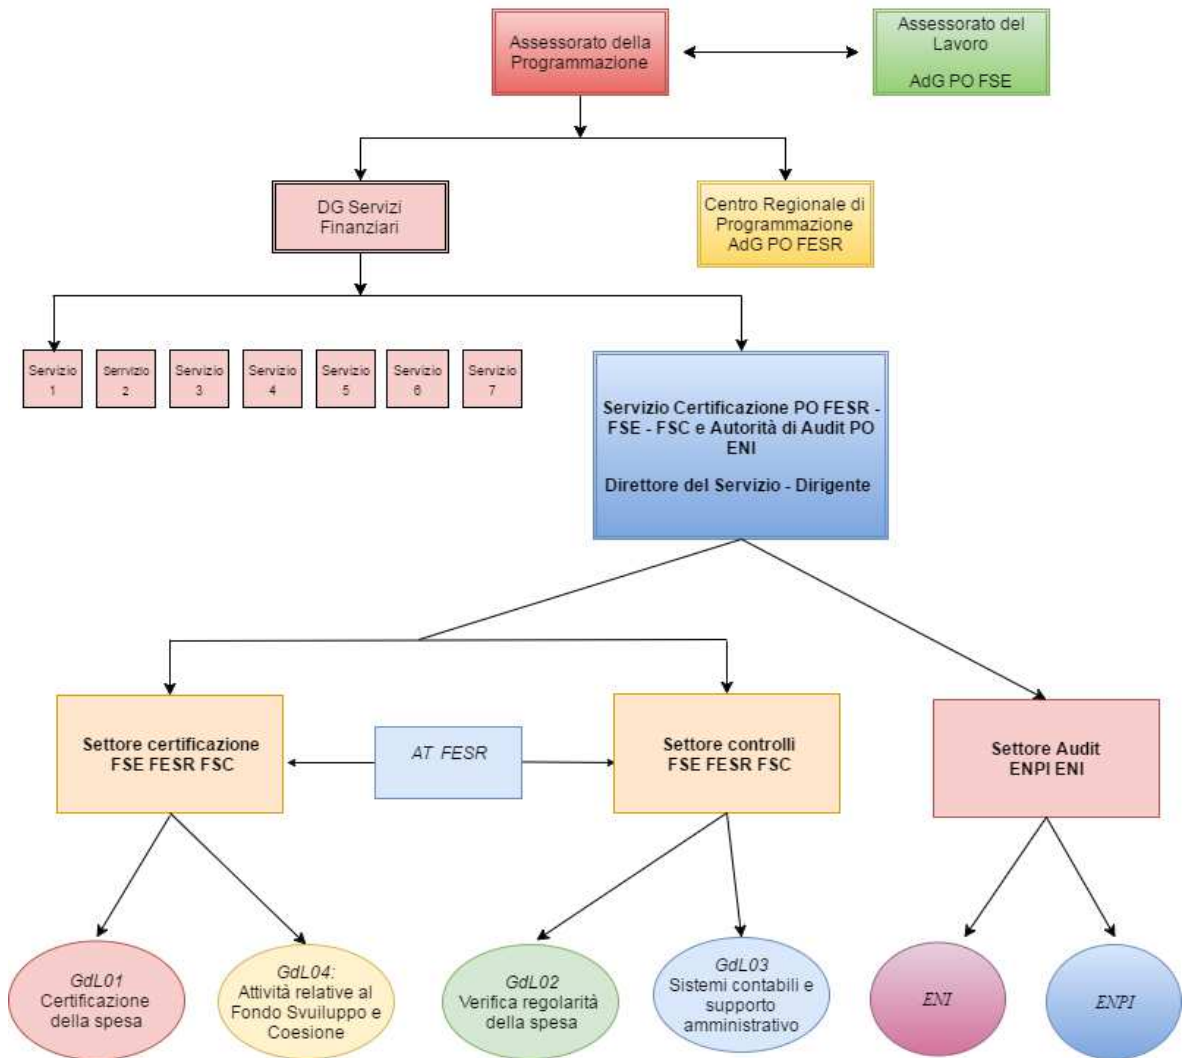 Assessorato della
Programmazione
Assessorato del
Lavoro
AdG PO FSE
DG Servizi
Finanziari
Centro Regionale di
Programmazione
AdG PO FESR
Servizio
1
Serrvizio
2
Servizio
3
Servizio
4
Servizio
5
Servizio
6
Servizio
7
Servizio Certificazione PO FESR -
FSE - FSC e Autorità di Audit PO
ENI
Direttore del Servizio - Dirigente
Settore certificazione
FSE FESR FSC
AT FESR
Settore controlli
FSE FESR FSC
Settore Audit
ENPI ENI
GdL01
Certificazione
della spesa
GdL04:
Attività relative al
Fondo Svuiluppo e
Coesione
GdL02
Verifica regolarità
della spesa
GdL03
Sistemi contabili e
supporto
amministrativo
ENI
ENPI